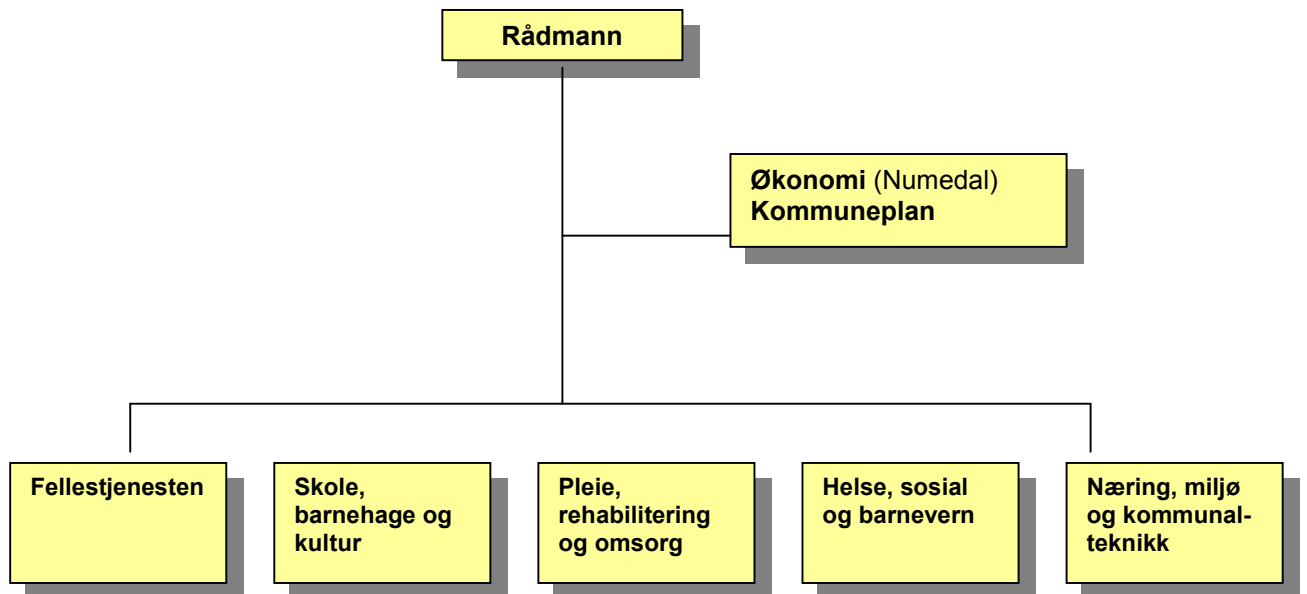 Rådmann
Økonomi (Numedal)
Kommuneplan
Fellestjenesten
Skole,
barnehage og
kultur
Pleie,
rehabilitering
og omsorg
Helse, sosial
og barnevern
Næring, miljø
og kommunal-
teknikk